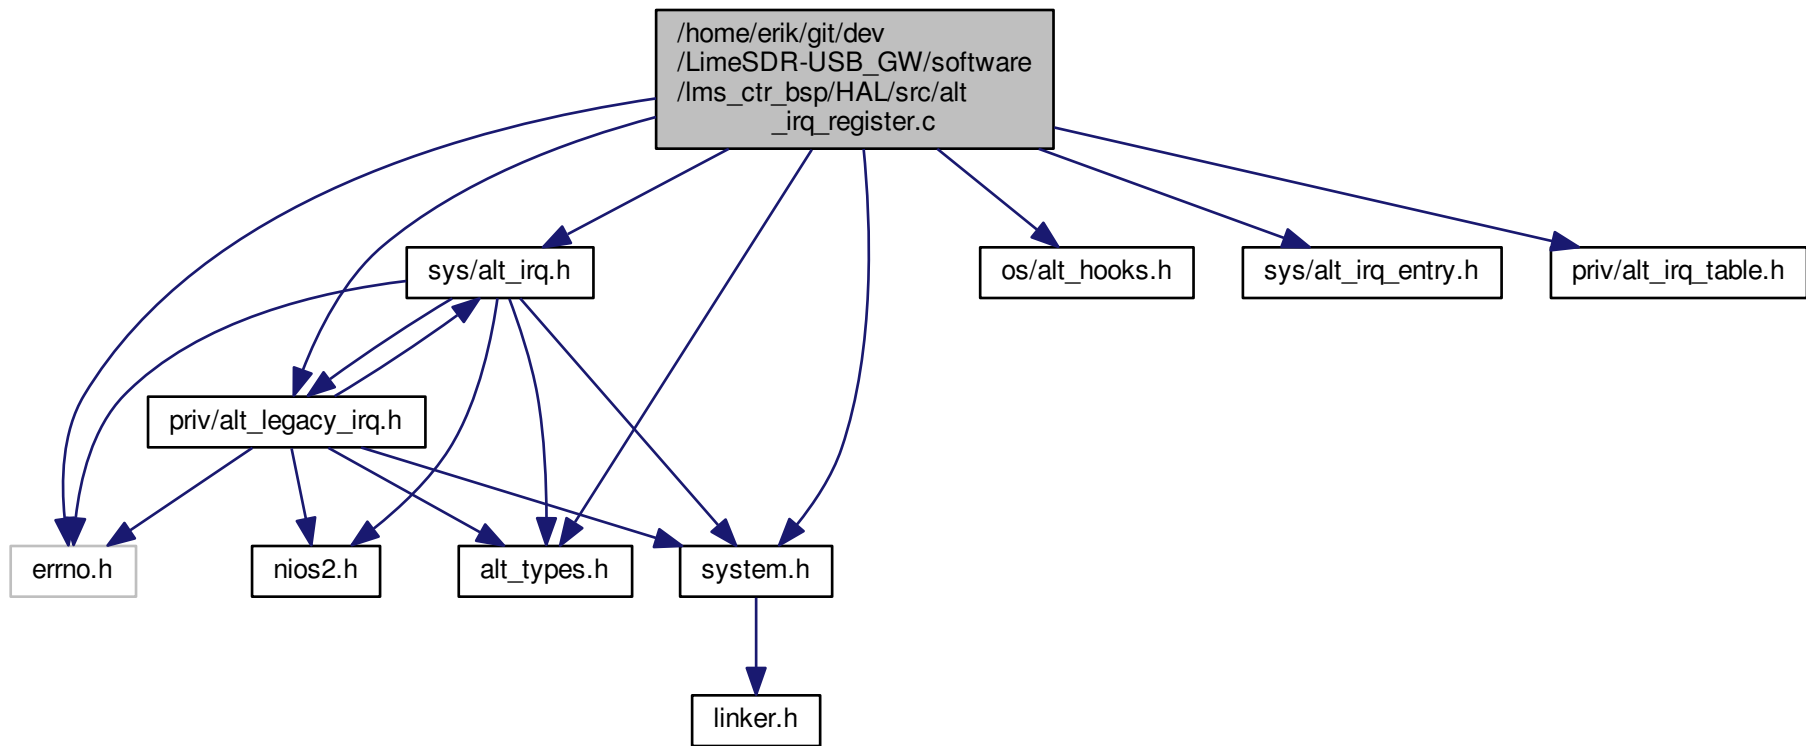 /home/erik/git/dev
/LimeSDR-USB_GW/software
/lms_ctr_bsp/HAL/src/alt
_irq_register.c
sys/alt_irq.h
os/alt_hooks.h
sys/alt_irq_entry.h
priv/alt_irq_table.h
priv/alt_legacy_irq.h
errno.h
nios2.h
alt_types.h
system.h
linker.h